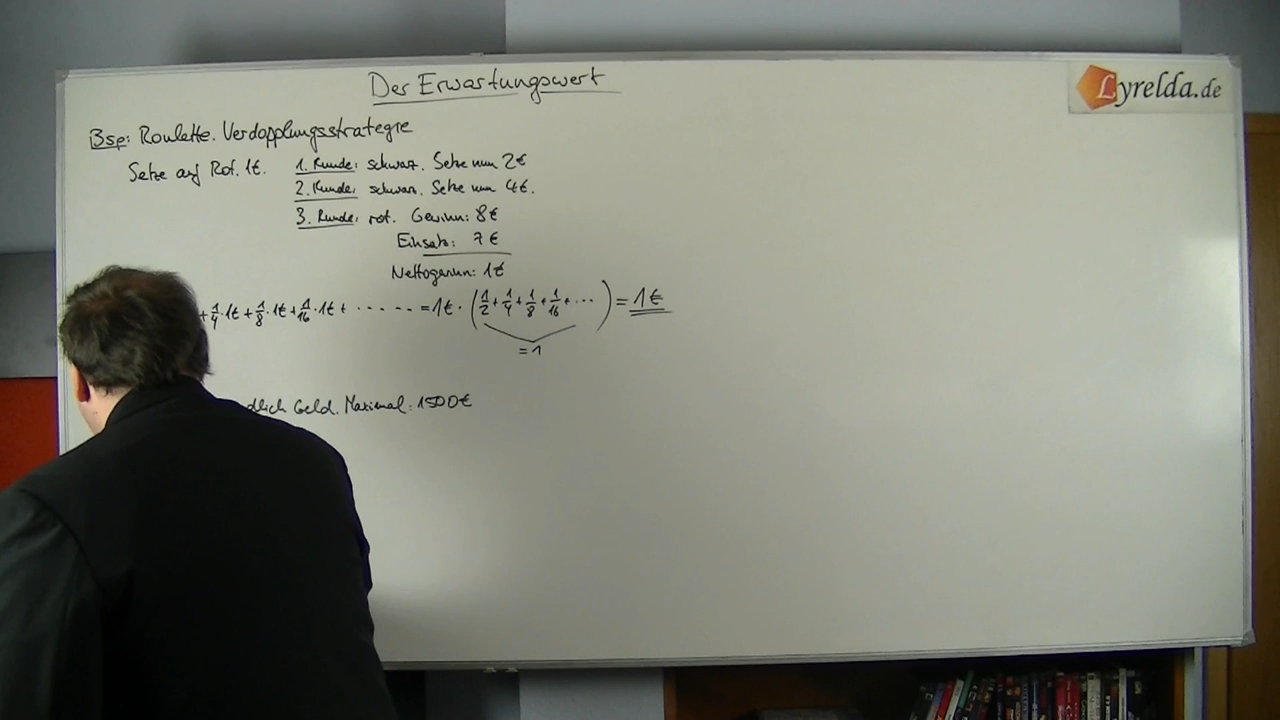 Der Erwartungswert
Lyrelda.de
Bsp: Roulette. Verdopplungsstrategie
Setze auf Rot. 1€. 1. Runde: schwarz. Setze nun 2€
2. Runde: schwarz. Setze nun 4€.
3. Runde: rot. Gewinn: 8€
Einsatz: 7€
Nettogewinn: 1€
+ 1/4 · 1€ + 1/8 · 1€ + 1/16 · 1€ + ...... = 1€ · (1/2 + 1/4 + 1/8 + 1/16 + ...) = 1€
= 1
dlich Geld. Maximal: 1500€